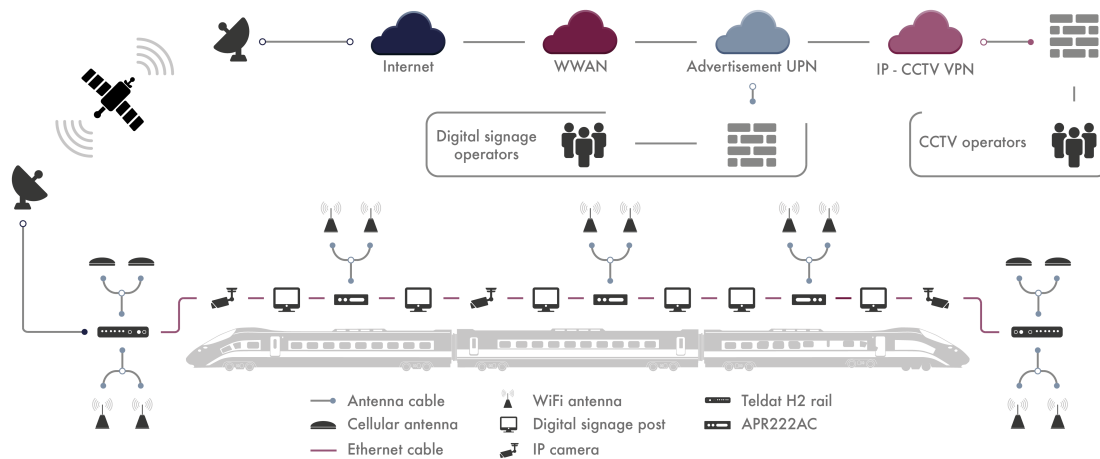 Internet
WWAN
Advertisement UPN
IP - CCTV VPN
Digital signage
operators
CCTV operators
Antenna cable
Cellular antenna
Ethernet cable
WiFi antenna
Digital signage post
IP camera
Teldat H2 rail
APR222AC